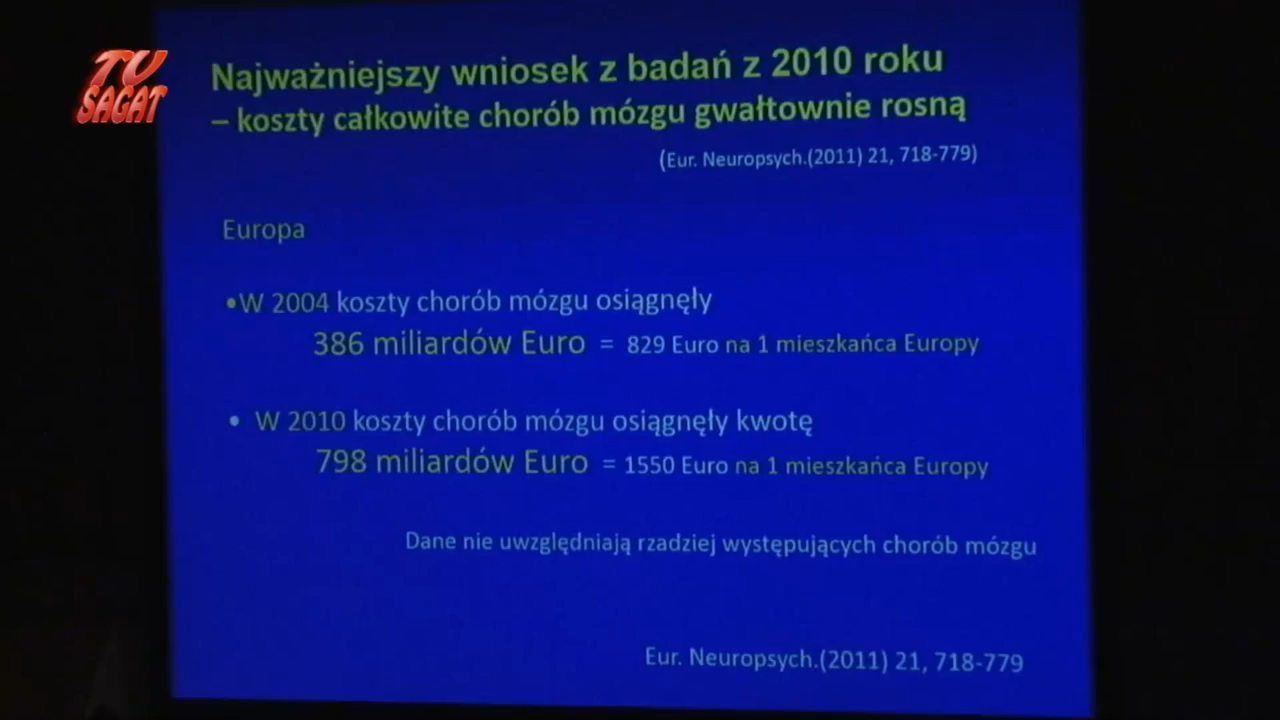 TV
SAGAT
Najważniejszy wniosek z badań z 2010 roku
– koszty całkowite chorób mózgu gwałtownie rosną
(Eur. Neuropsych.(2011) 21, 718-779)
Europa
•W 2004 koszty chorób mózgu osiągnęły
386 miliardów Euro = 829 Euro na 1 mieszkańca Europy
• W 2010 koszty chorób mózgu osiągnęły kwotę
798 miliardów Euro = 1550 Euro na 1 mieszkańca Europy
Dane nie uwzględniają rzadziej występujących chorób mózgu
Eur. Neuropsych.(2011) 21, 718-779